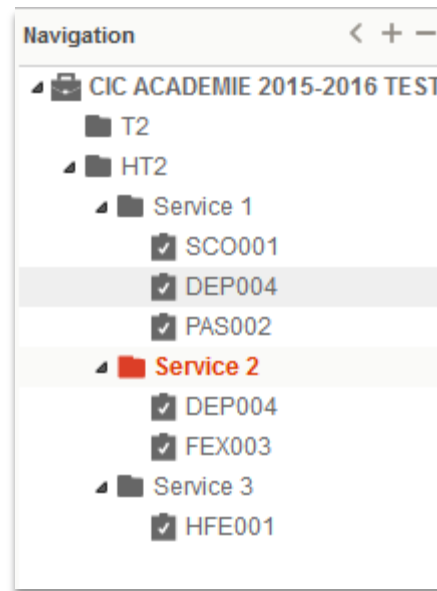 Navigation
CIC ACADEMIE 2015-2016 TEST
T2
HT2
Service 1
SCO001
DEP004
PAS002
Service 2
DEP004
FEX003
Service 3
HFE001